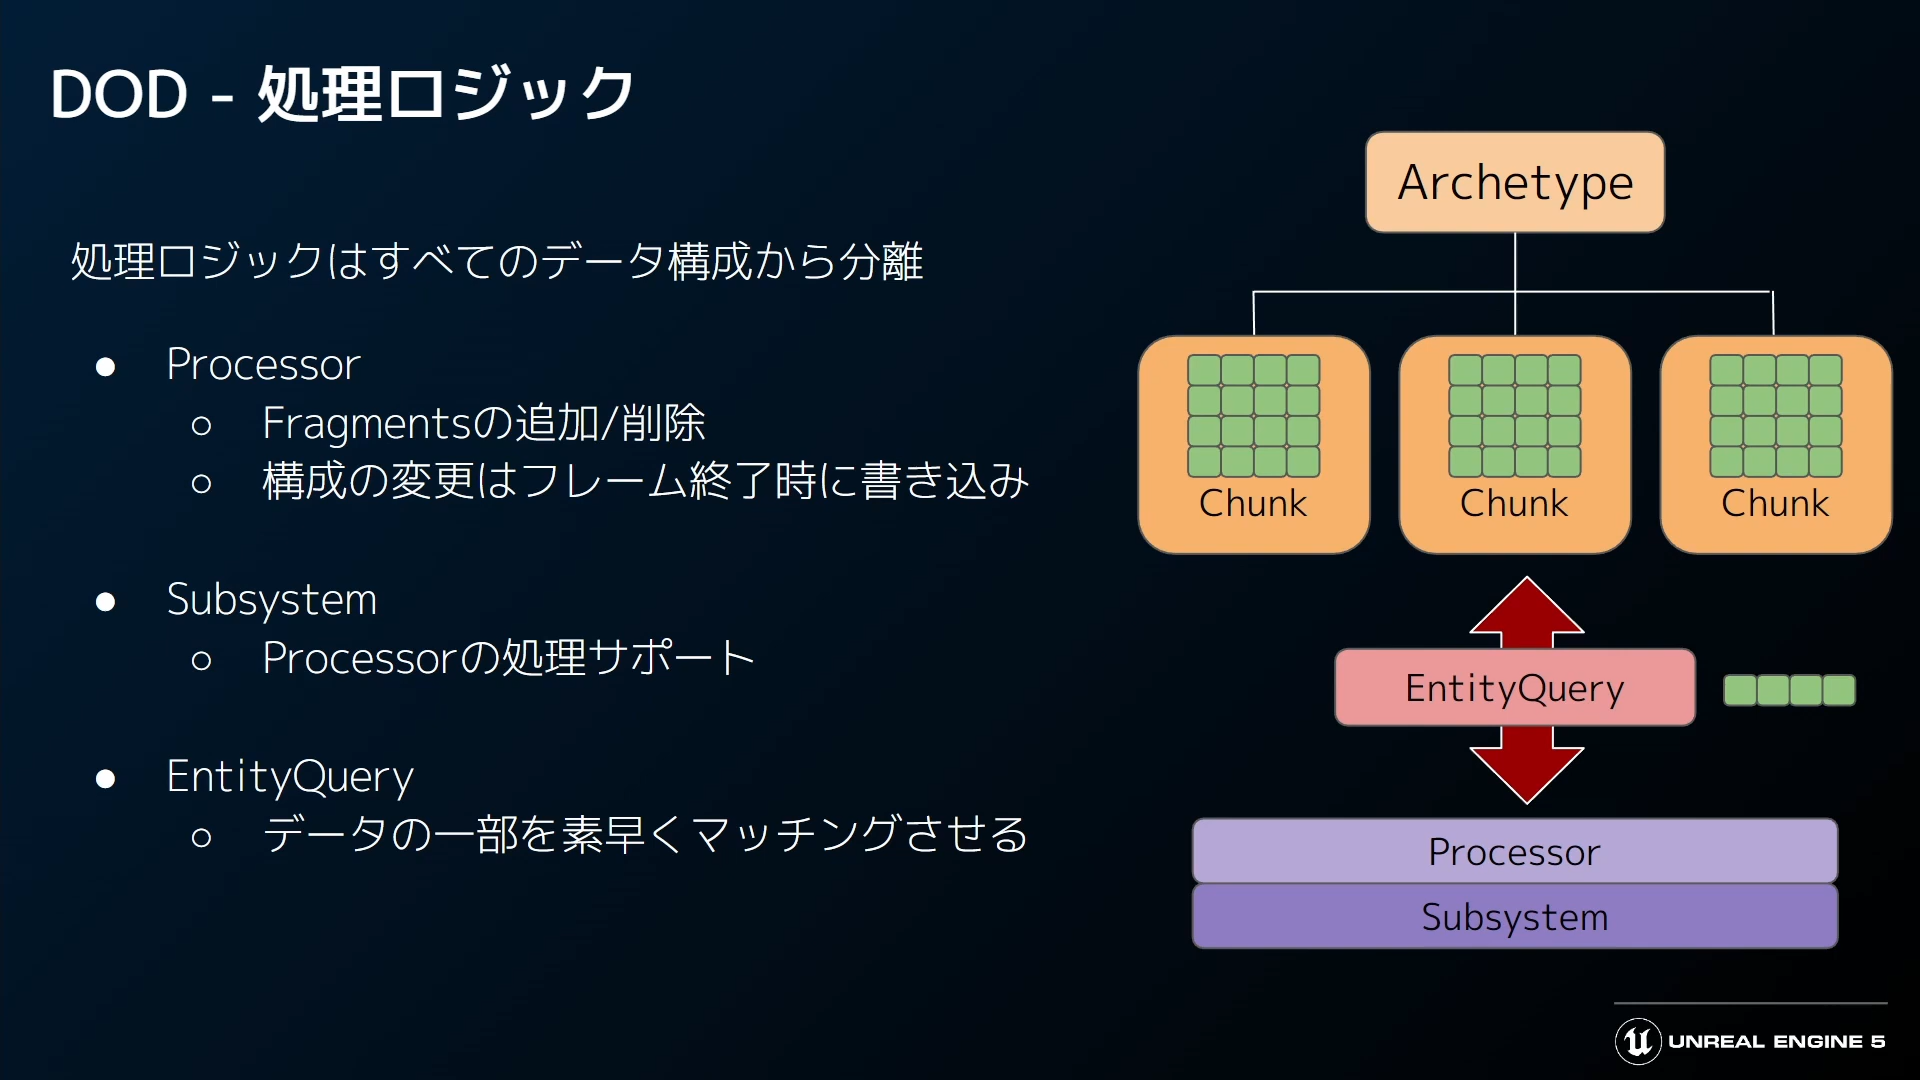 DOD - 処理ロジック
処理ロジックはすべてのデータ構成から分離
● Processor
○ Fragmentsの追加/削除
○ 構成の変更はフレーム終了時に書き込み
● Subsystem
○ Processorの処理サポート
● EntityQuery
○ データの一部を素早くマッチングさせる
Archetype
Chunk
Chunk
Chunk
EntityQuery
Processor
Subsystem
UNREAL ENGINE 5